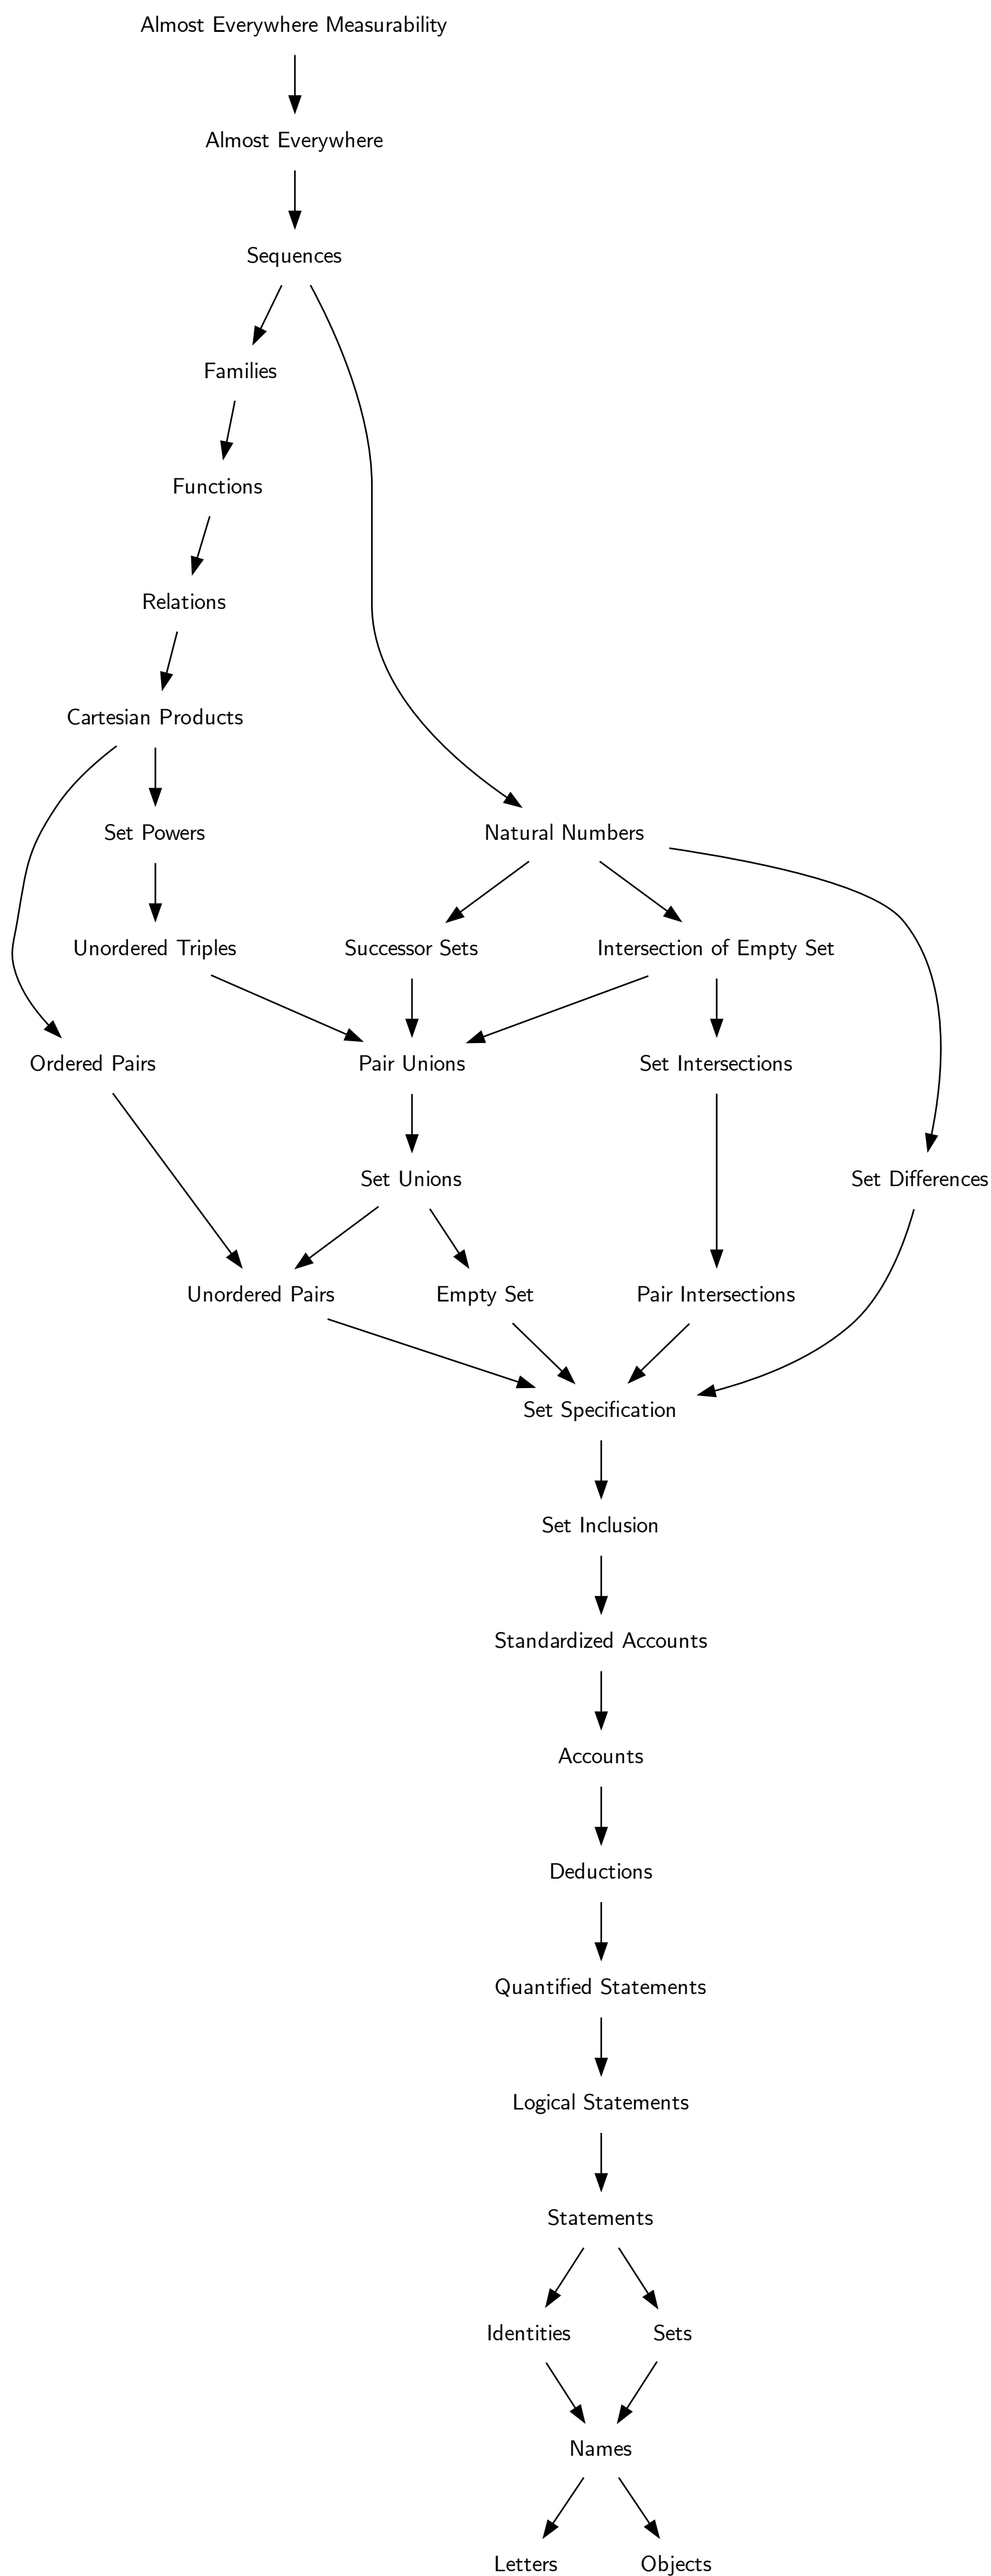 Almost Everywhere Measurability
Almost Everywhere
Sequences
Families
Functions
Relations
Cartesian Products
Set Powers
Natural Numbers
Unordered Triples
Successor Sets
Intersection of Empty Set
Ordered Pairs
Pair Unions
Set Intersections
Set Unions
Set Differences
Unordered Pairs
Empty Set
Pair Intersections
Set Specification
Set Inclusion
Standardized Accounts
Accounts
Deductions
Quantified Statements
Logical Statements
Statements
Identities
Sets
Names
Letters
Objects